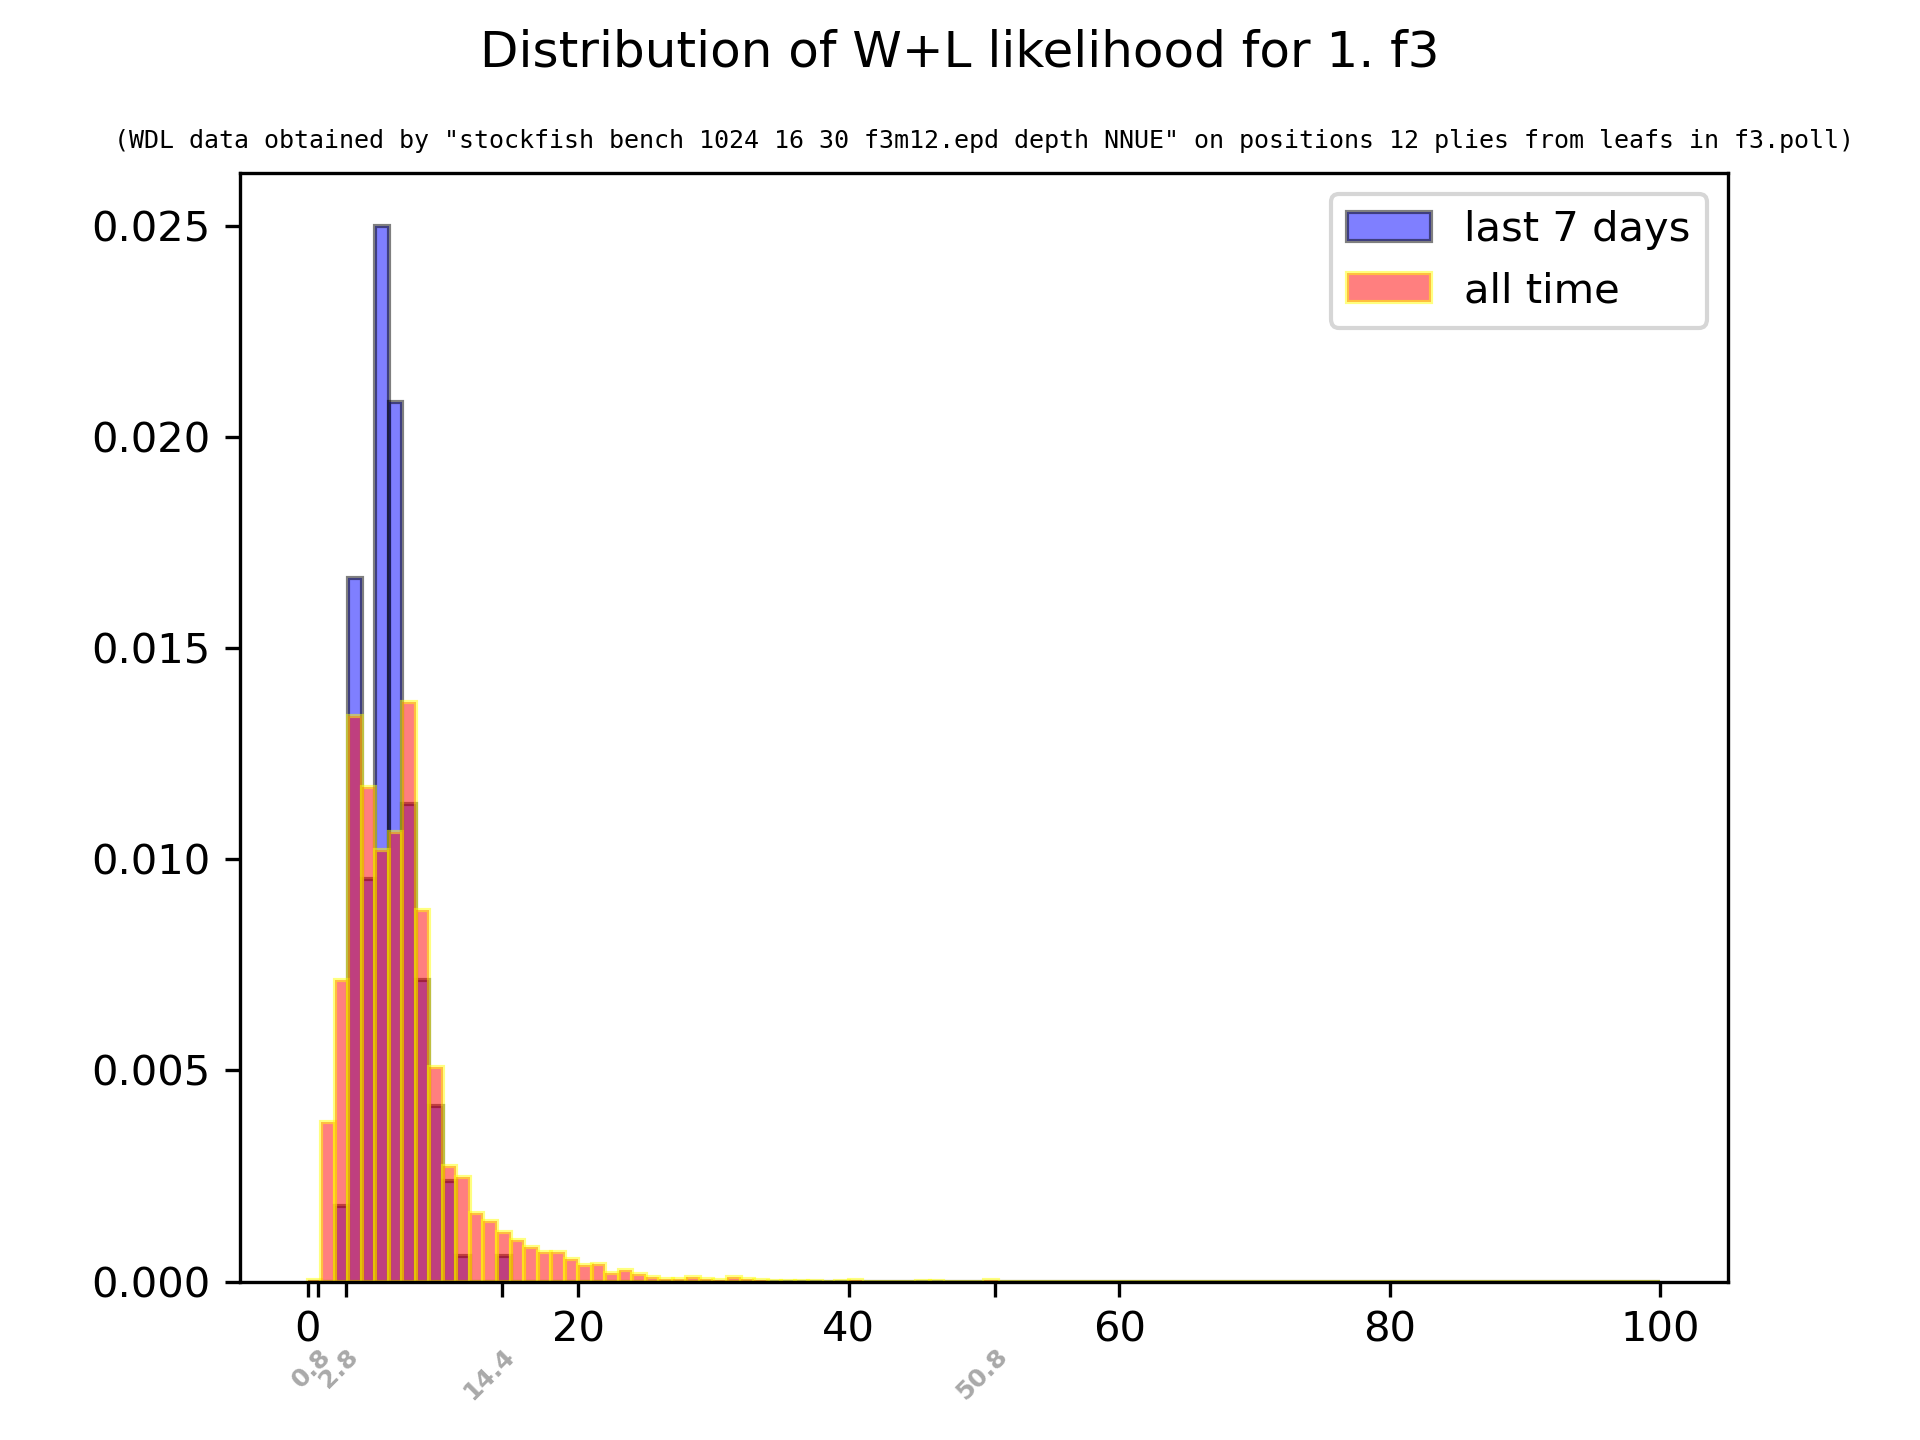 Distribution of W+L likelihood for 1. f3
(WDL data obtained by "stockfish bench 1024 16 30 f3m12.epd depth NNUE" on positions 12 plies from leafs in f3.poll)
last 7 days
all time
0.025
0.020
0.015
0.010
0.005
0.000
0 20 40 60 80 100
0.8 2.8 14.4 50.8